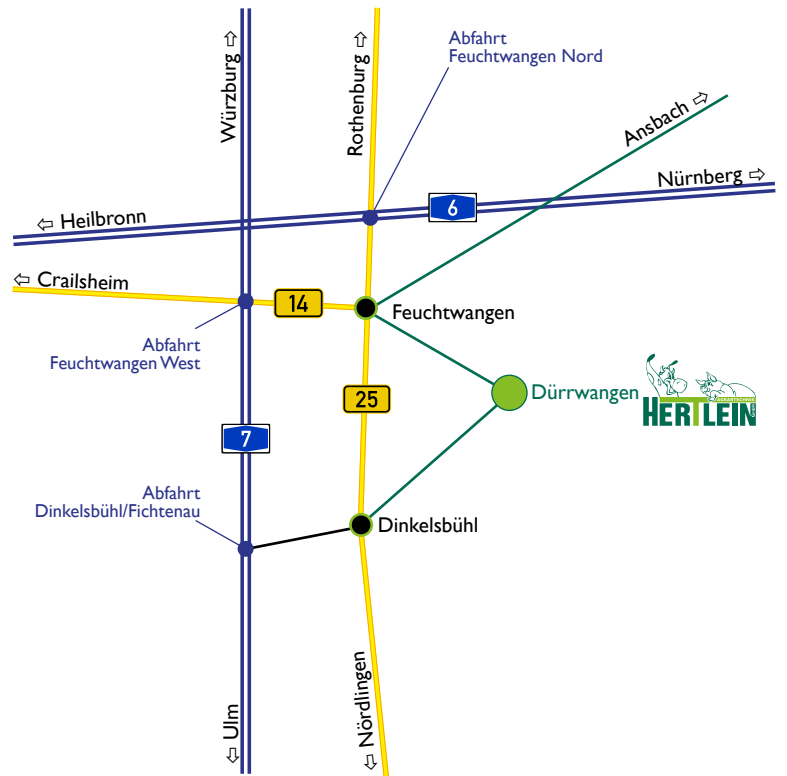 Abfahrt
Feuchtwangen Nord
Würzburg
Rothenburg
Ansbach
Nürnberg
6
Heilbronn
Crailsheim
14
Feuchtwangen
Abfahrt
Feuchtwangen West
25
Dürrwangen
AGRARTECHNIK
HERTLEIN
7
Abfahrt
Dinkelsbühl/Fichtenau
Dinkelsbühl
Ulm
Nördlingen